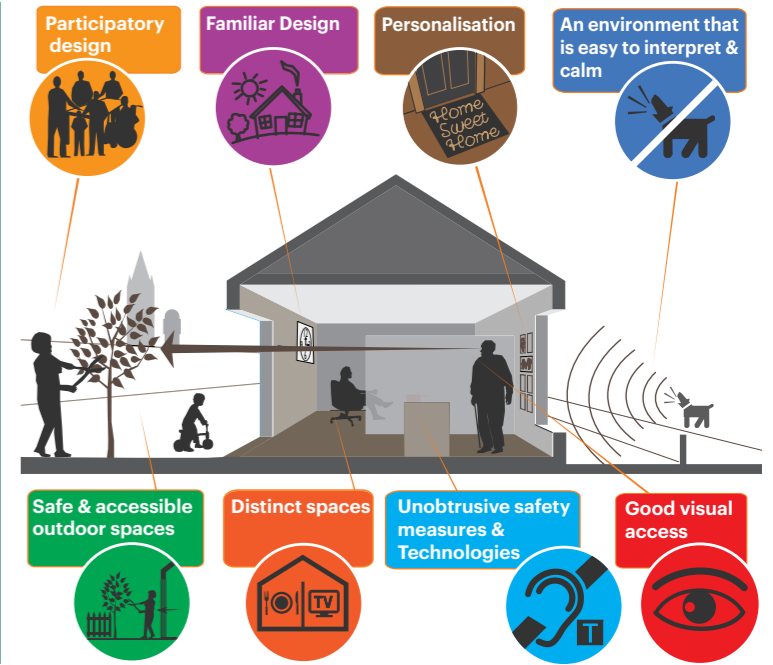 Participatory
design
Familiar Design
Personalisation
An environment that
is easy to interpret &
calm
Home
Sweet
Home
Safe & accessible
outdoor spaces
Distinct spaces
Unobtrusive safety
measures &
Technologies
Good visual
access
TV
T